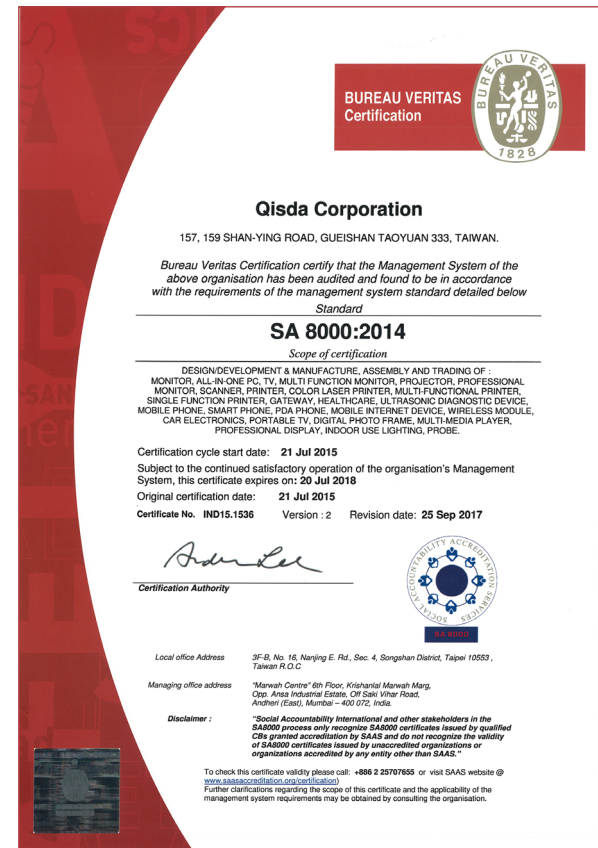 BUREAU VERITAS
Certification
BUREAU VERITAS
1828
Qisda Corporation
157, 159 SHAN-YING ROAD, GUEISHAN TAOYUAN 333, TAIWAN.
Bureau Veritas Certification certify that the Management System of the
above organisation has been audited and found to be in accordance
with the requirements of the management system standard detailed below
Standard
SA 8000:2014
Scope of certification
DESIGN/DEVELOPMENT & MANUFACTURE, ASSEMBLY AND TRADING OF :
MONITOR, ALL-IN-ONE PC, TV, MULTI FUNCTION MONITOR, PROJECTOR, PROFESSIONAL
MONITOR, SCANNER, PRINTER, COLOR LASER PRINTER, MULTI-FUNCTIONAL PRINTER,
SINGLE FUNCTION PRINTER, GATEWAY, HEALTHCARE, ULTRASONIC DIAGNOSTIC DEVICE,
MOBILE PHONE, SMART PHONE, PDA PHONE, MOBILE INTERNET DEVICE, WIRELESS MODULE,
CAR ELECTRONICS, PORTABLE TV, DIGITAL PHOTO FRAME, MULTI-MEDIA PLAYER,
PROFESSIONAL DISPLAY, INDOOR USE LIGHTING, PROBE.
Certification cycle start date: 21 Jul 2015
Subject to the continued satisfactory operation of the organisation's Management
System, this certificate expires on: 20 Jul 2018
Original certification date: 21 Jul 2015
Certificate No. IND15.1536 Version : 2 Revision date: 25 Sep 2017
Certification Authority
SOCIAL ACCOUNTABILITY ACCREDITATION SERVICES
SA 8000
Local office Address 3F-B, No. 16, Nanjing E. Rd., Sec. 4, Songshan District, Taipei 10553 ,
Taiwan R.O.C
Managing office address "Marwah Centre" 6th Floor, Krishanlal Marwah Marg,
Opp. Ansa Industrial Estate, Off Saki Vihar Road,
Andheri (East), Mumbai – 400 072, India.
Disclaimer : "Social Accountability International and other stakeholders in the
SA8000 process only recognize SA8000 certificates issued by qualified
CBs granted accreditation by SAAS and do not recognize the validity
of SA8000 certificates issued by unaccredited organizations or
organizations accredited by any entity other than SAAS."
To check this certificate validity please call: +886 2 25707655 or visit SAAS website @
www.saasaccreditation.org/certification)
Further clarifications regarding the scope of this certificate and the applicability of the
management system requirements may be obtained by consulting the organisation.